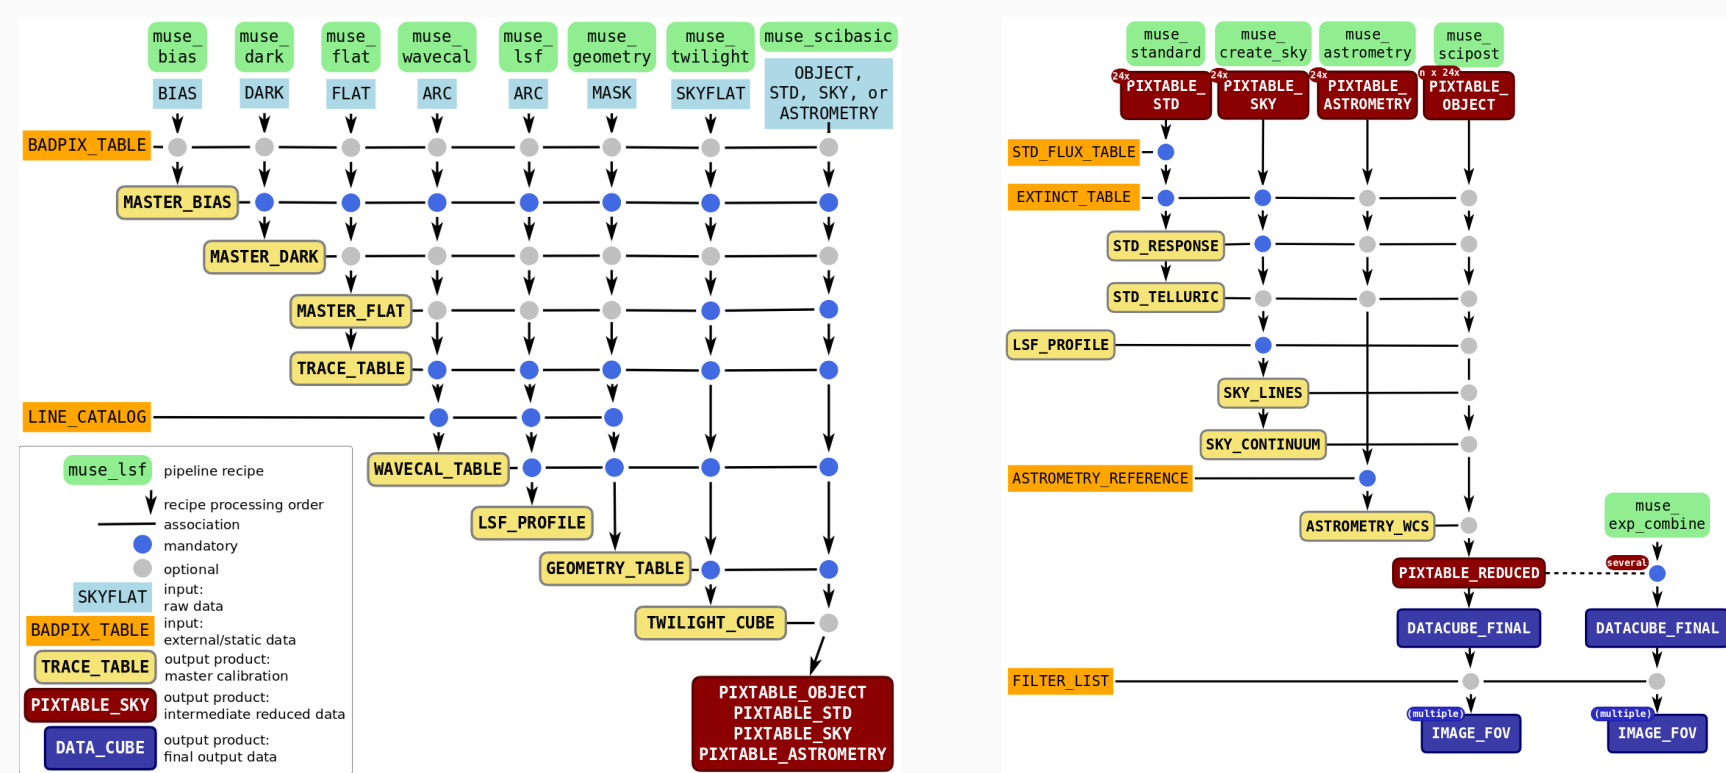 muse_
bias
muse_
dark
muse_
flat
muse_
wavecal
muse_
lsf
muse_
geometry
muse_
twilight
muse_scibasic
BIAS
DARK
FLAT
ARC
ARC
MASK
SKYFLAT
OBJECT,
STD, SKY, or
ASTROMETRY
BADPIX_TABLE
MASTER_BIAS
MASTER_DARK
MASTER_FLAT
TRACE_TABLE
LINE_CATALOG
WAVECAL_TABLE
LSF_PROFILE
GEOMETRY_TABLE
TWILIGHT_CUBE
PIXTABLE_OBJECT
PIXTABLE_STD
PIXTABLE_SKY
PIXTABLE_ASTROMETRY
muse_lsf
pipeline recipe
recipe processing order
association
mandatory
optional
SKYFLAT
input:
raw data
BADPIX_TABLE
input:
external/static data
TRACE_TABLE
output product:
master calibration
PIXTABLE_SKY
output product:
intermediate reduced data
DATA_CUBE
output product:
final output data
muse_
standard
muse_
create_sky
muse_
astrometry
muse_
scipost
24x
PIXTABLE_
STD
24x
PIXTABLE_
SKY
24x
PIXTABLE_
ASTROMETRY
n x 24x
PIXTABLE_
OBJECT
STD_FLUX_TABLE
EXTINCT_TABLE
STD_RESPONSE
STD_TELLURIC
LSF_PROFILE
SKY_LINES
SKY_CONTINUUM
ASTROMETRY_REFERENCE
ASTROMETRY_WCS
muse_
exp_combine
PIXTABLE_REDUCED
several
DATACUBE_FINAL
DATACUBE_FINAL
FILTER_LIST
(multiple)
IMAGE_FOV
(multiple)
IMAGE_FOV